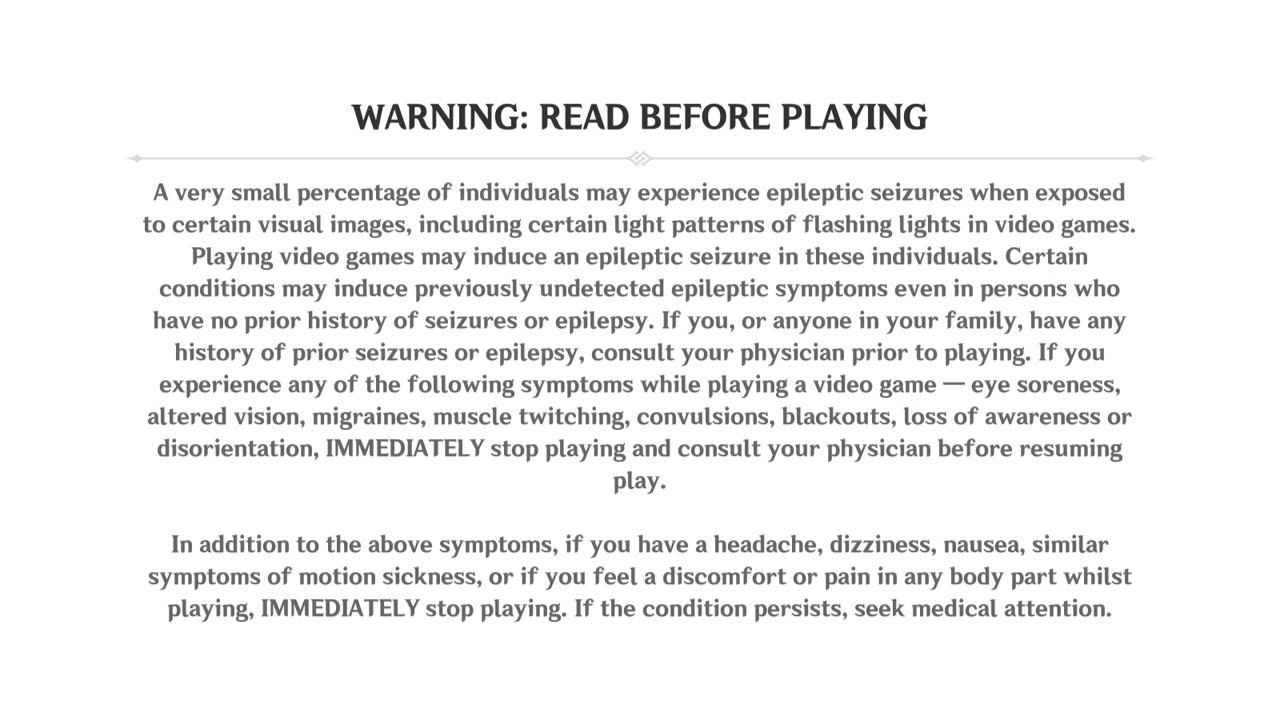 WARNING: READ BEFORE PLAYING
A very small percentage of individuals may experience epileptic seizures when exposed
to certain visual images, including certain light patterns of flashing lights in video games.
Playing video games may induce an epileptic seizure in these individuals. Certain
conditions may induce previously undetected epileptic symptoms even in persons who
have no prior history of seizures or epilepsy. If you, or anyone in your family, have any
history of prior seizures or epilepsy, consult your physician prior to playing. If you
experience any of the following symptoms while playing a video game — eye soreness,
altered vision, migraines, muscle twitching, convulsions, blackouts, loss of awareness or
disorientation, IMMEDIATELY stop playing and consult your physician before resuming
play.
In addition to the above symptoms, if you have a headache, dizziness, nausea, similar
symptoms of motion sickness, or if you feel a discomfort or pain in any body part whilst
playing, IMMEDIATELY stop playing. If the condition persists, seek medical attention.